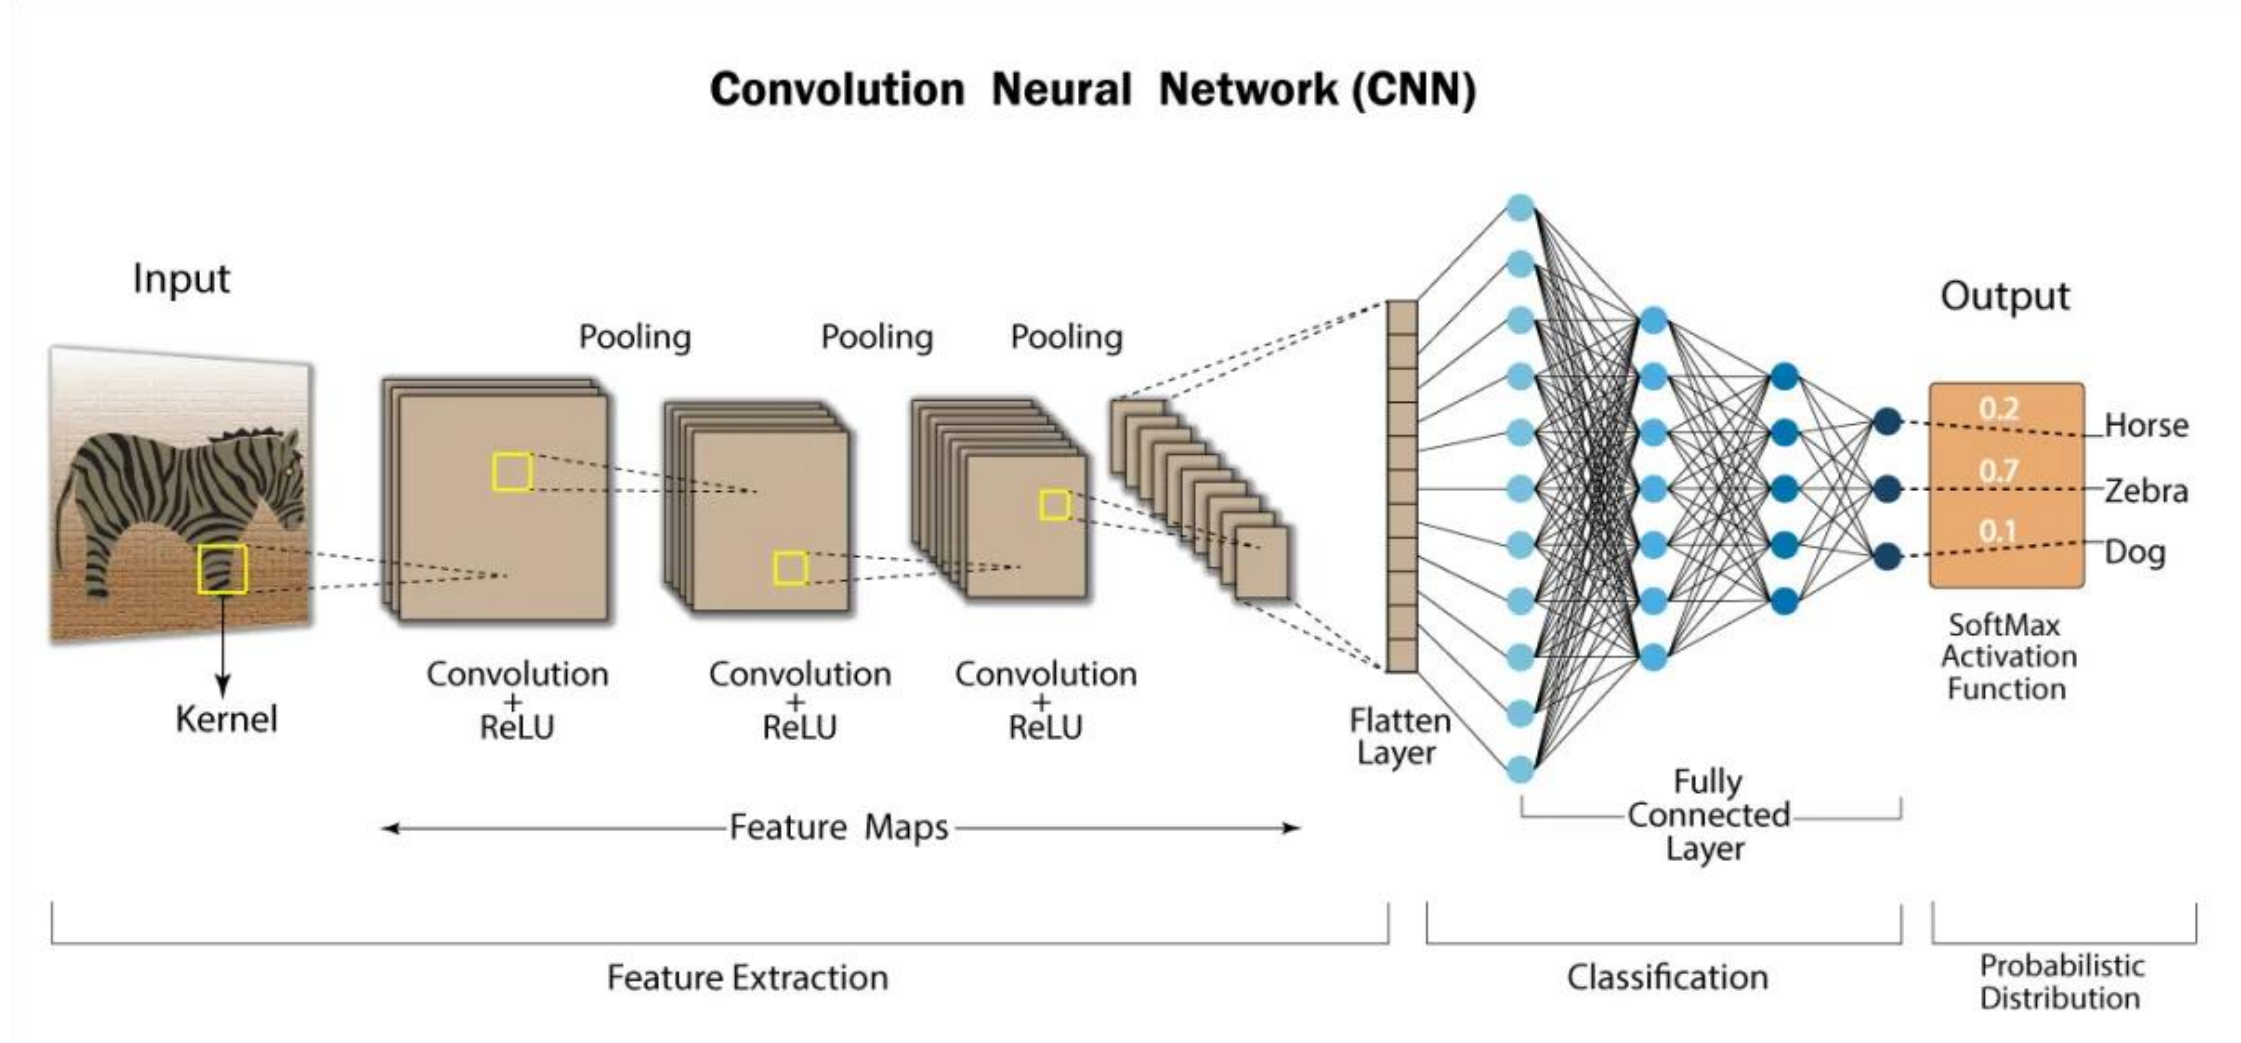 Convolution Neural Network (CNN)
Input
Output
Pooling
Pooling
Pooling
0.2
Horse
0.7
Zebra
0.1
Dog
Kernel
Convolution
+
ReLU
Convolution
+
ReLU
Convolution
+
ReLU
Flatten
Layer
SoftMax
Activation
Function
Fully
Connected
Layer
Feature Maps
Feature Extraction
Classification
Probabilistic
Distribution